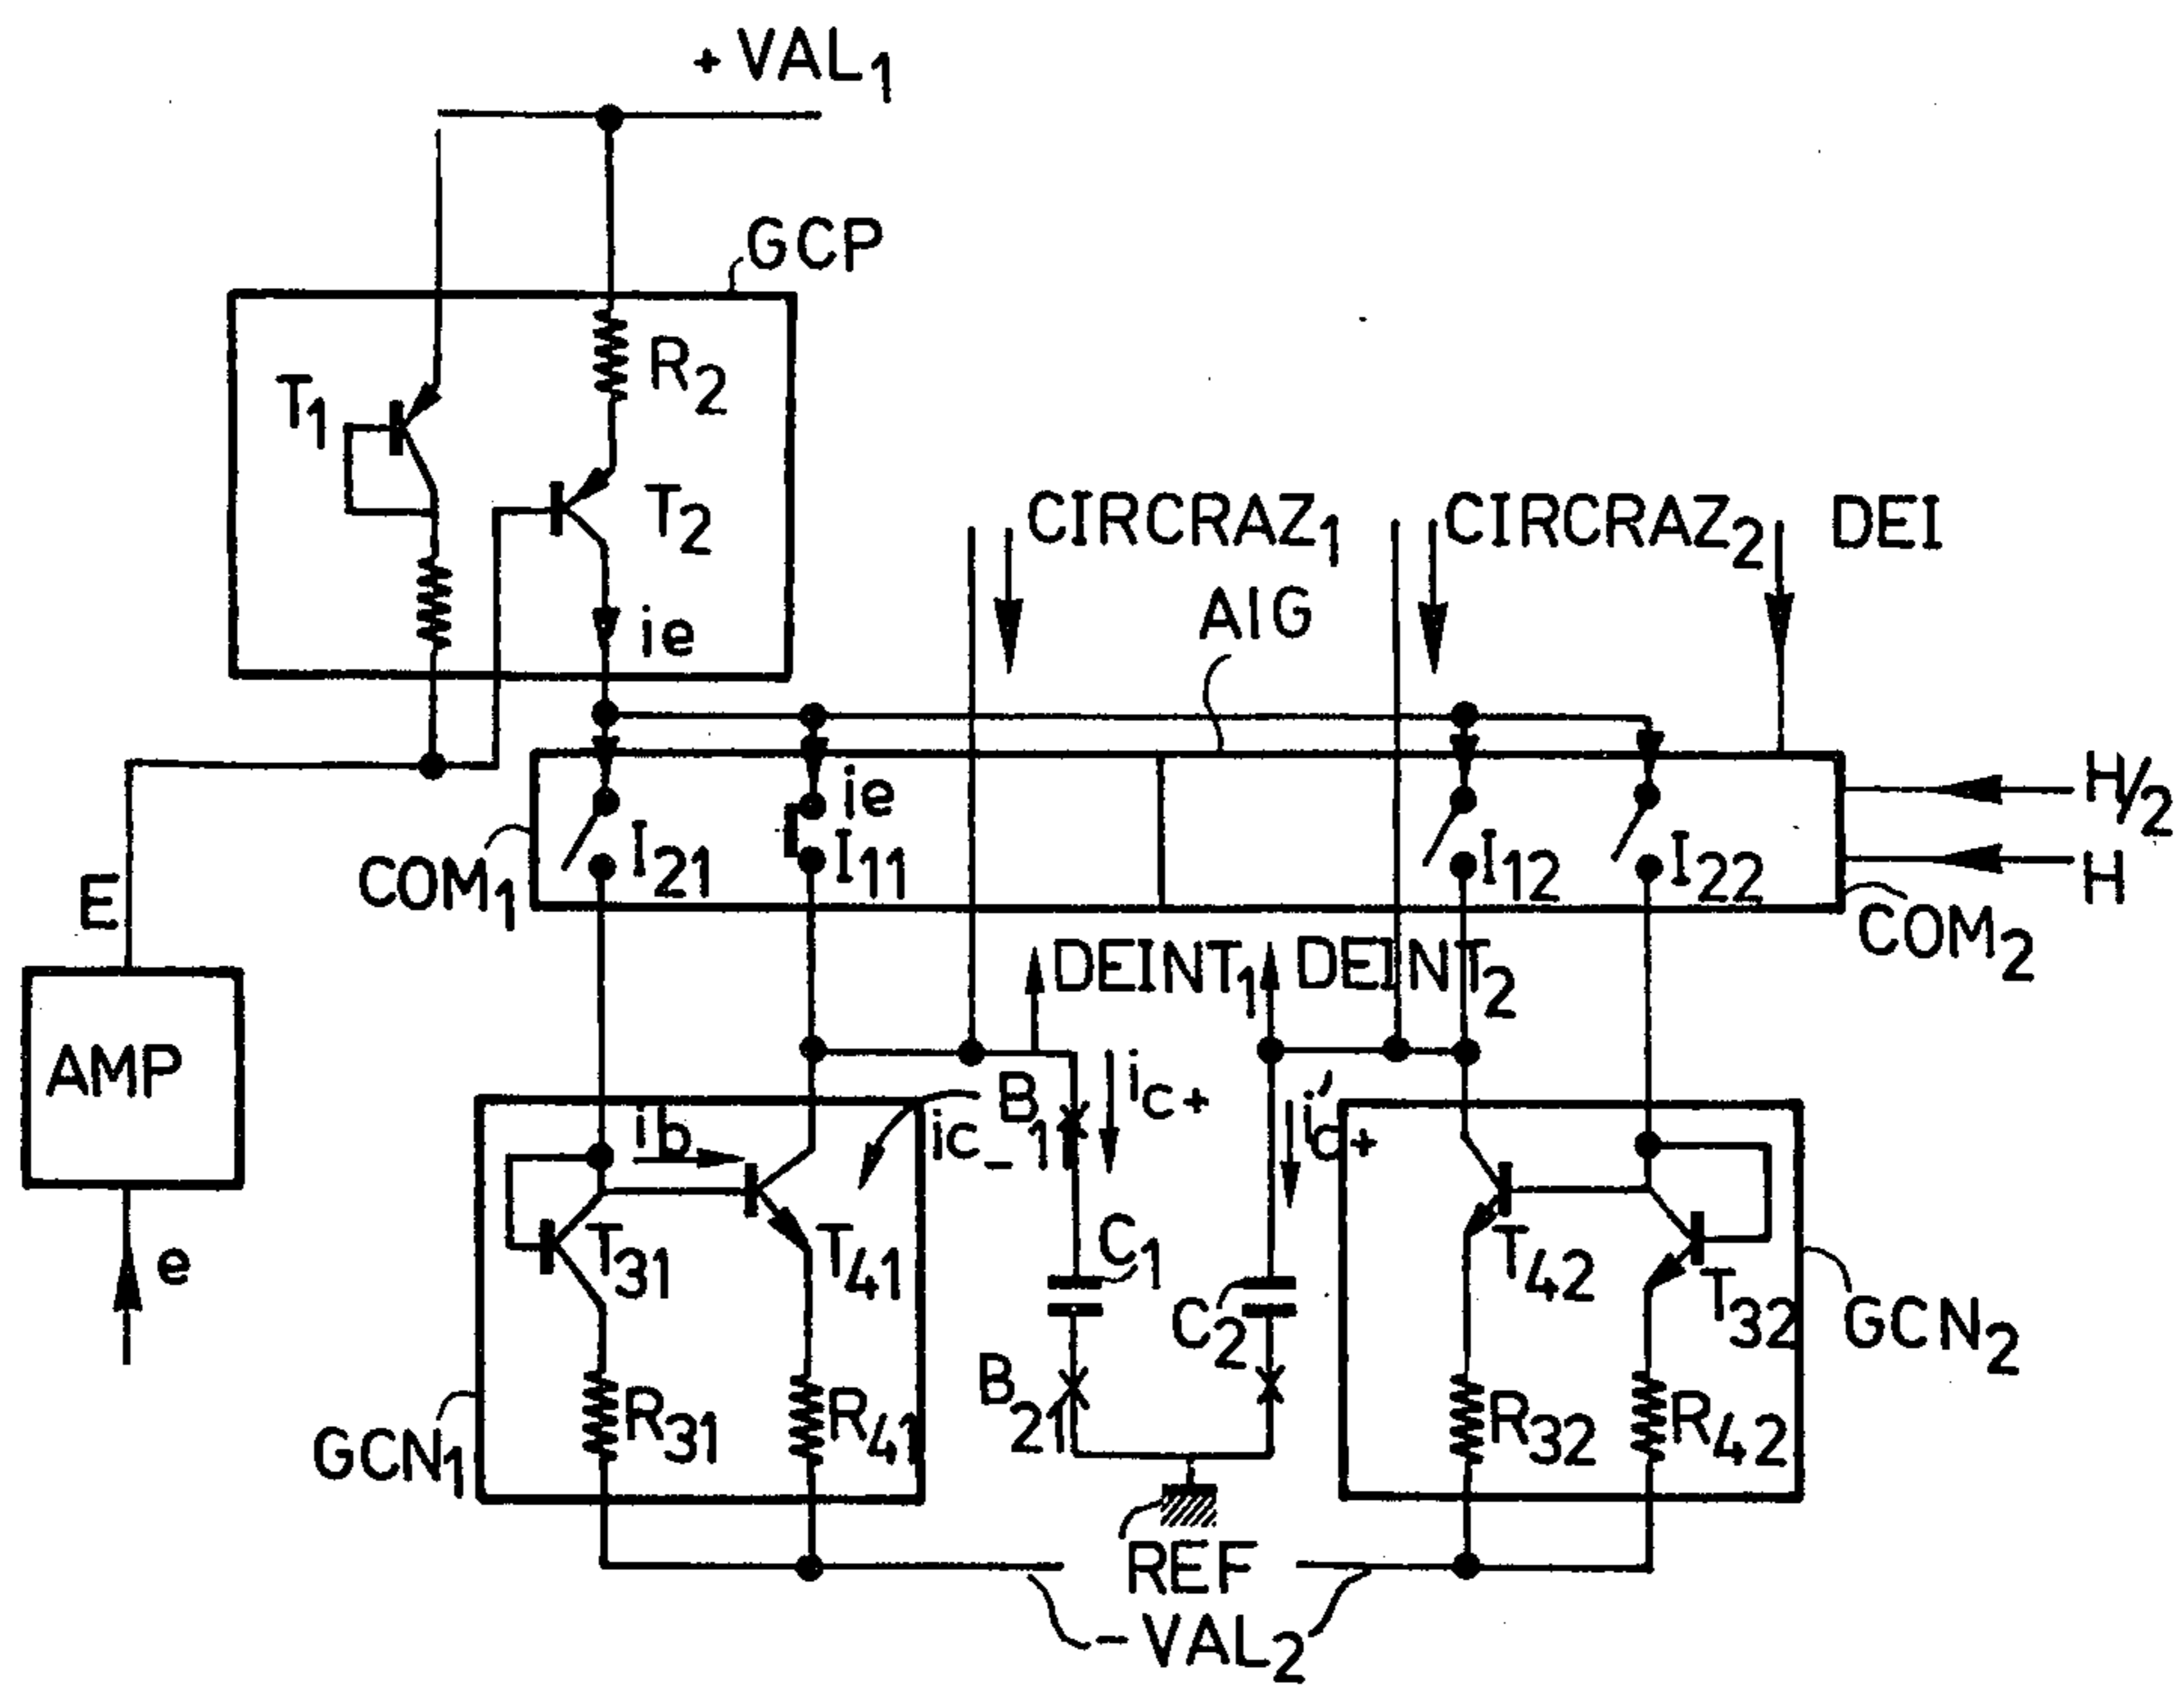 + VAL1
GCP
R2
T1
T2
ie
CIRCRAZ1
CIRCRAZ2
DEI
AIG
H/2
H
COM1
I21
ie
I11
I12
I22
COM2
E
AMP
e
DEINT1
DEINT2
ib
ic-
B11
ic+
i'c+
T31
T41
C1
C2
T42
T32
GCN2
GCN1
R31
R41
B21
R32
R42
REF
-VAL2